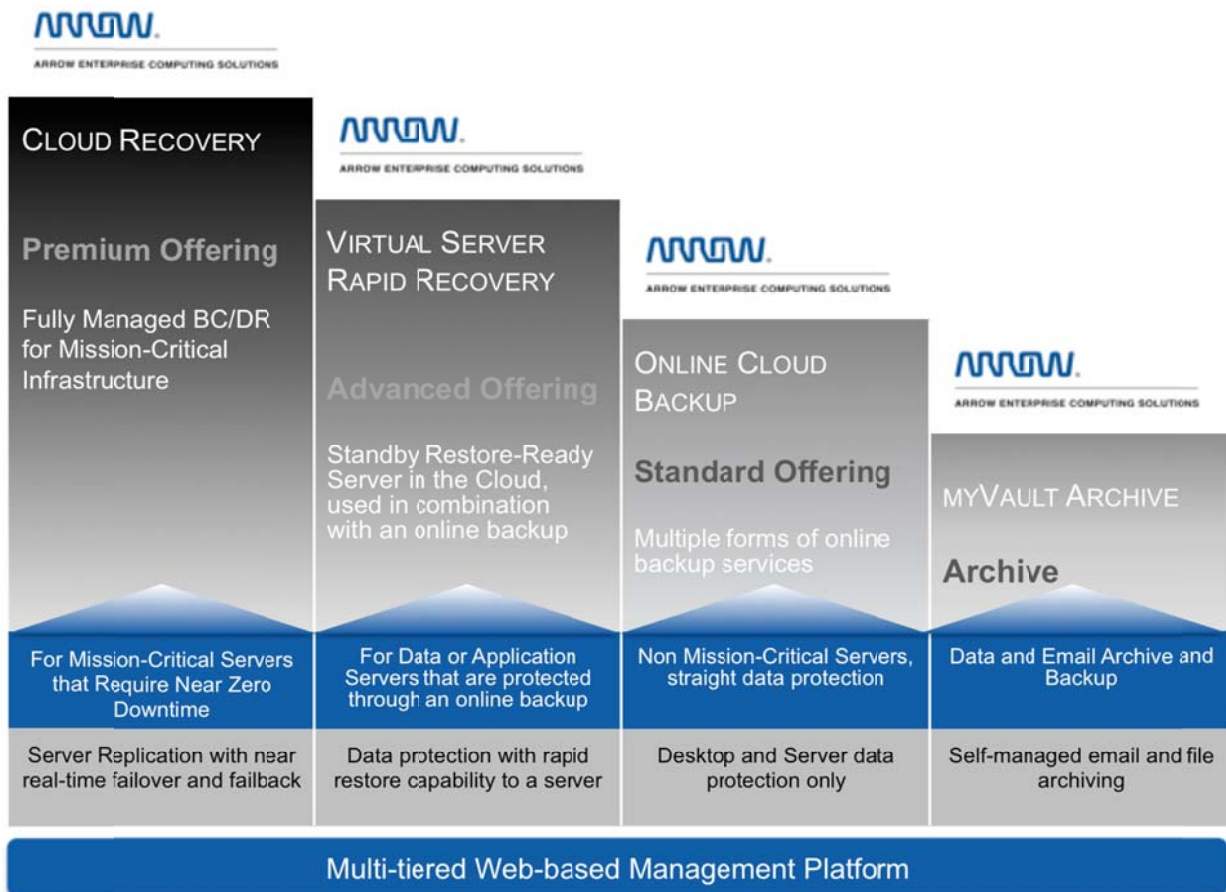 ARROW.
ARROW ENTERPRISE COMPUTING SOLUTIONS
CLOUD RECOVERY
Premium Offering
Fully Managed BC/DR
for Mission-Critical
Infrastructure
For Mission-Critical Servers
that Require Near Zero
Downtime
Server Replication with near
real-time failover and failback
ARROW.
ARROW ENTERPRISE COMPUTING SOLUTIONS
VIRTUAL SERVER
RAPID RECOVERY
Advanced Offering
Standby Restore-Ready
Server in the Cloud,
used in combination
with an online backup
For Data or Application
Servers that are protected
through an online backup
Data protection with rapid
restore capability to a server
ARROW.
ARROW ENTERPRISE COMPUTING SOLUTIONS
ONLINE CLOUD
BACKUP
Standard Offering
Multiple forms of online
backup services
Non Mission-Critical Servers,
straight data protection
Desktop and Server data
protection only
ARROW.
ARROW ENTERPRISE COMPUTING SOLUTIONS
MYVAULT ARCHIVE
Archive
Data and Email Archive and
Backup
Self-managed email and file
archiving
Multi-tiered Web-based Management Platform